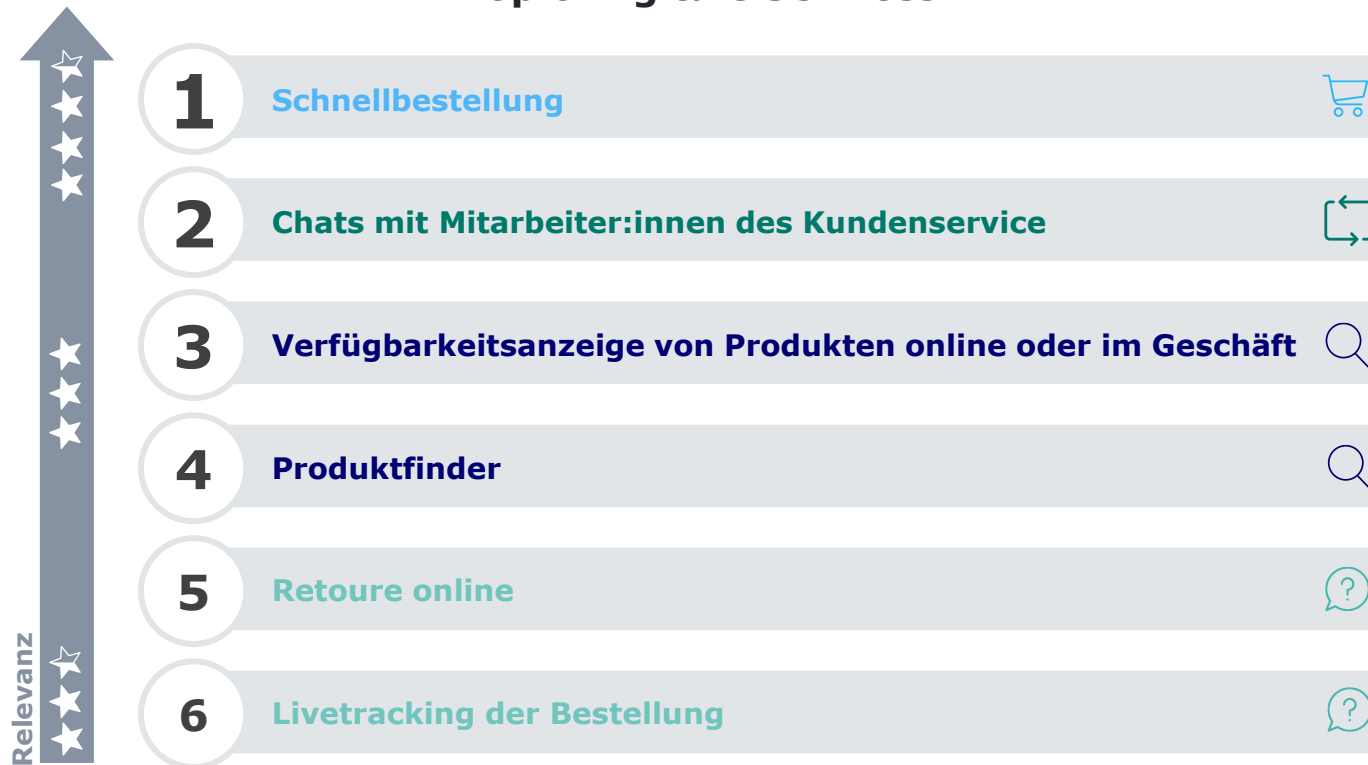 1
Schnellbestellung
2
Chats mit Mitarbeiter:innen des Kundenservice
3
Verfügbarkeitsanzeige von Produkten online oder im Geschäft
4
Produktfinder
5
Retoure online
?
6
Livetracking der Bestellung
?
Relevanz